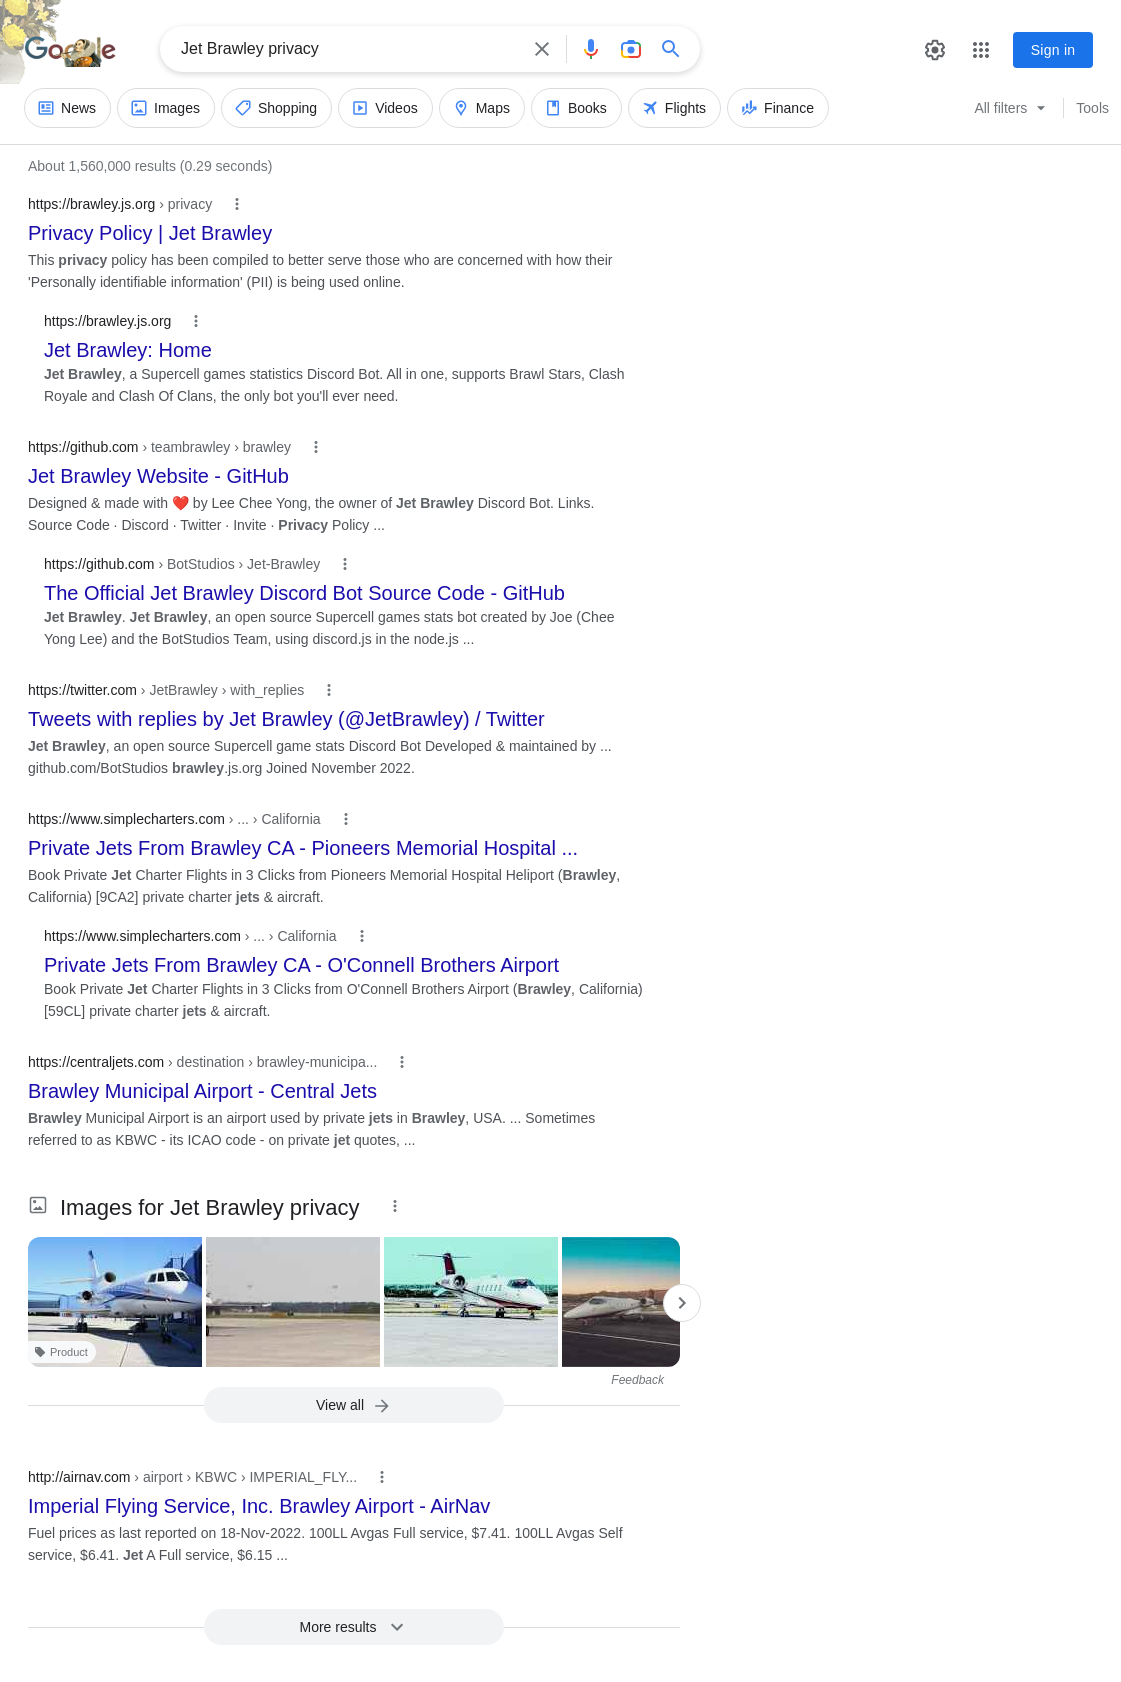 Google
Jet Brawley privacy
Sign in
News
Images
Shopping
Videos
Maps
Books
Flights
Finance
All filters
Tools
About 1,560,000 results (0.29 seconds)
https://brawley.js.org › privacy
Privacy Policy | Jet Brawley
This privacy policy has been compiled to better serve those who are concerned with how their
'Personally identifiable information' (PII) is being used online.
https://brawley.js.org
Jet Brawley: Home
Jet Brawley, a Supercell games statistics Discord Bot. All in one, supports Brawl Stars, Clash
Royale and Clash Of Clans, the only bot you'll ever need.
https://github.com › teambrawley › brawley
Jet Brawley Website - GitHub
Designed & made with ❤️ by Lee Chee Yong, the owner of Jet Brawley Discord Bot. Links.
Source Code · Discord · Twitter · Invite · Privacy Policy ...
https://github.com › BotStudios › Jet-Brawley
The Official Jet Brawley Discord Bot Source Code - GitHub
Jet Brawley. Jet Brawley, an open source Supercell games stats bot created by Joe (Chee
Yong Lee) and the BotStudios Team, using discord.js in the node.js ...
https://twitter.com › JetBrawley › with_replies
Tweets with replies by Jet Brawley (@JetBrawley) / Twitter
Jet Brawley, an open source Supercell game stats Discord Bot Developed & maintained by ...
github.com/BotStudios brawley.js.org Joined November 2022.
https://www.simplecharters.com › ... › California
Private Jets From Brawley CA - Pioneers Memorial Hospital ...
Book Private Jet Charter Flights in 3 Clicks from Pioneers Memorial Hospital Heliport (Brawley,
California) [9CA2] private charter jets & aircraft.
https://www.simplecharters.com › ... › California
Private Jets From Brawley CA - O'Connell Brothers Airport
Book Private Jet Charter Flights in 3 Clicks from O'Connell Brothers Airport (Brawley, California)
[59CL] private charter jets & aircraft.
https://centraljets.com › destination › brawley-municipa...
Brawley Municipal Airport - Central Jets
Brawley Municipal Airport is an airport used by private jets in Brawley, USA. ... Sometimes
referred to as KBWC - its ICAO code - on private jet quotes, ...
Images for Jet Brawley privacy
Product
Feedback
View all
http://airnav.com › airport › KBWC › IMPERIAL_FLY...
Imperial Flying Service, Inc. Brawley Airport - AirNav
Fuel prices as last reported on 18-Nov-2022. 100LL Avgas Full service, $7.41. 100LL Avgas Self
service, $6.41. Jet A Full service, $6.15 ...
More results